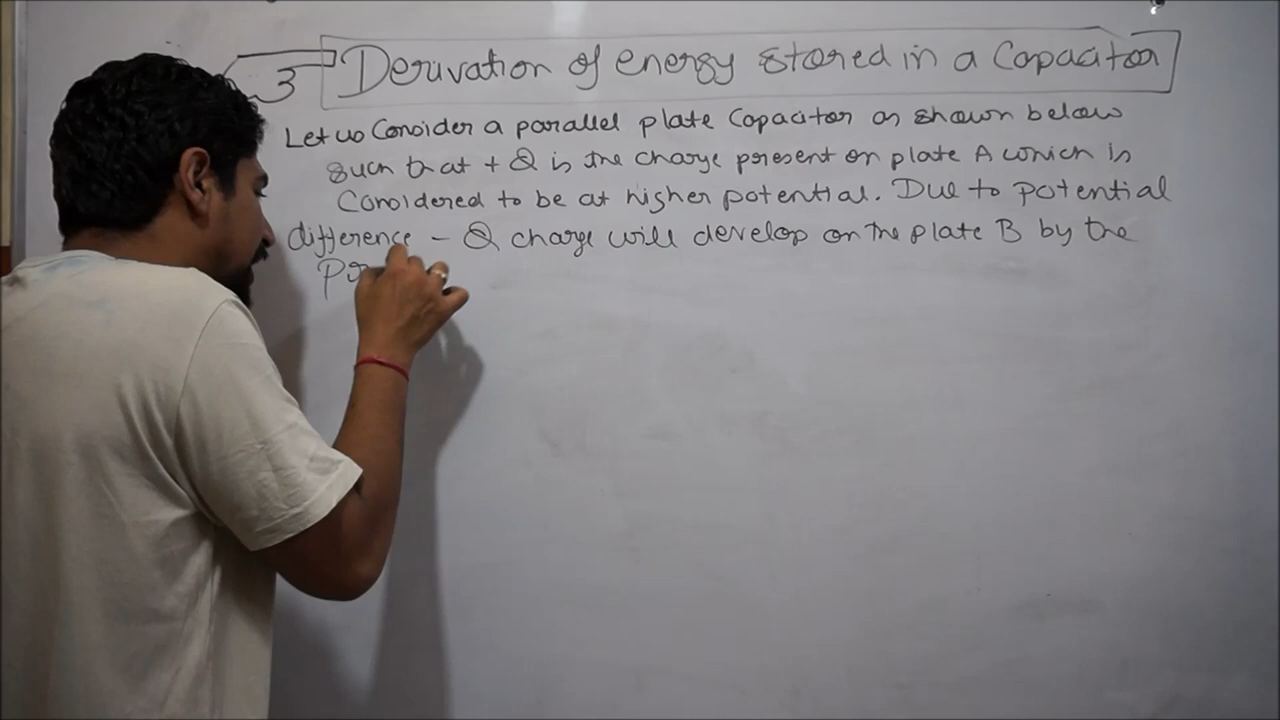 3 Derivation of energy stored in a Capacitor
Let us Consider a parallel plate Capacitor as shown below
such that + Q is the charge present on plate A which is
Considered to be at higher potential. Due to potential
difference - Q charge will develop on the plate B by the